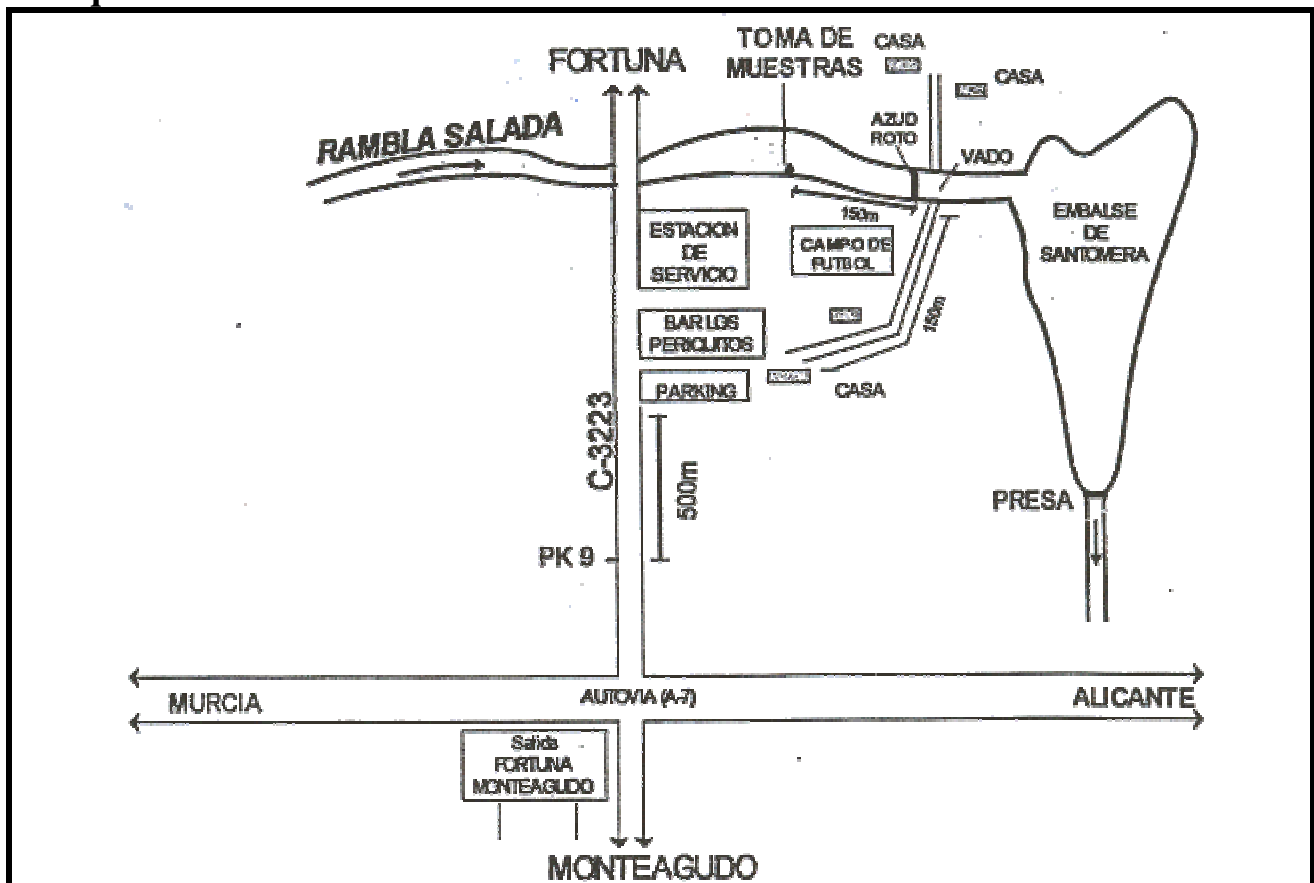 FORTUNA
TOMA DE
MUESTRAS
CASA
CASA
RAMBLA SALADA
AZUD
ROTO
VADO
150m
ESTACION
DE
SERVICIO
CAMPO DE
FUTBOL
EMBALSE
DE
SANTOMERA
150m
BAR LOS
PERIQUITOS
PARKING
CASA
C-3223
500m
PRESA
PK 9
MURCIA
AUTOVIA (A-7)
ALICANTE
Salida
FORTUNA
MONTEAGUDO
MONTEAGUDO